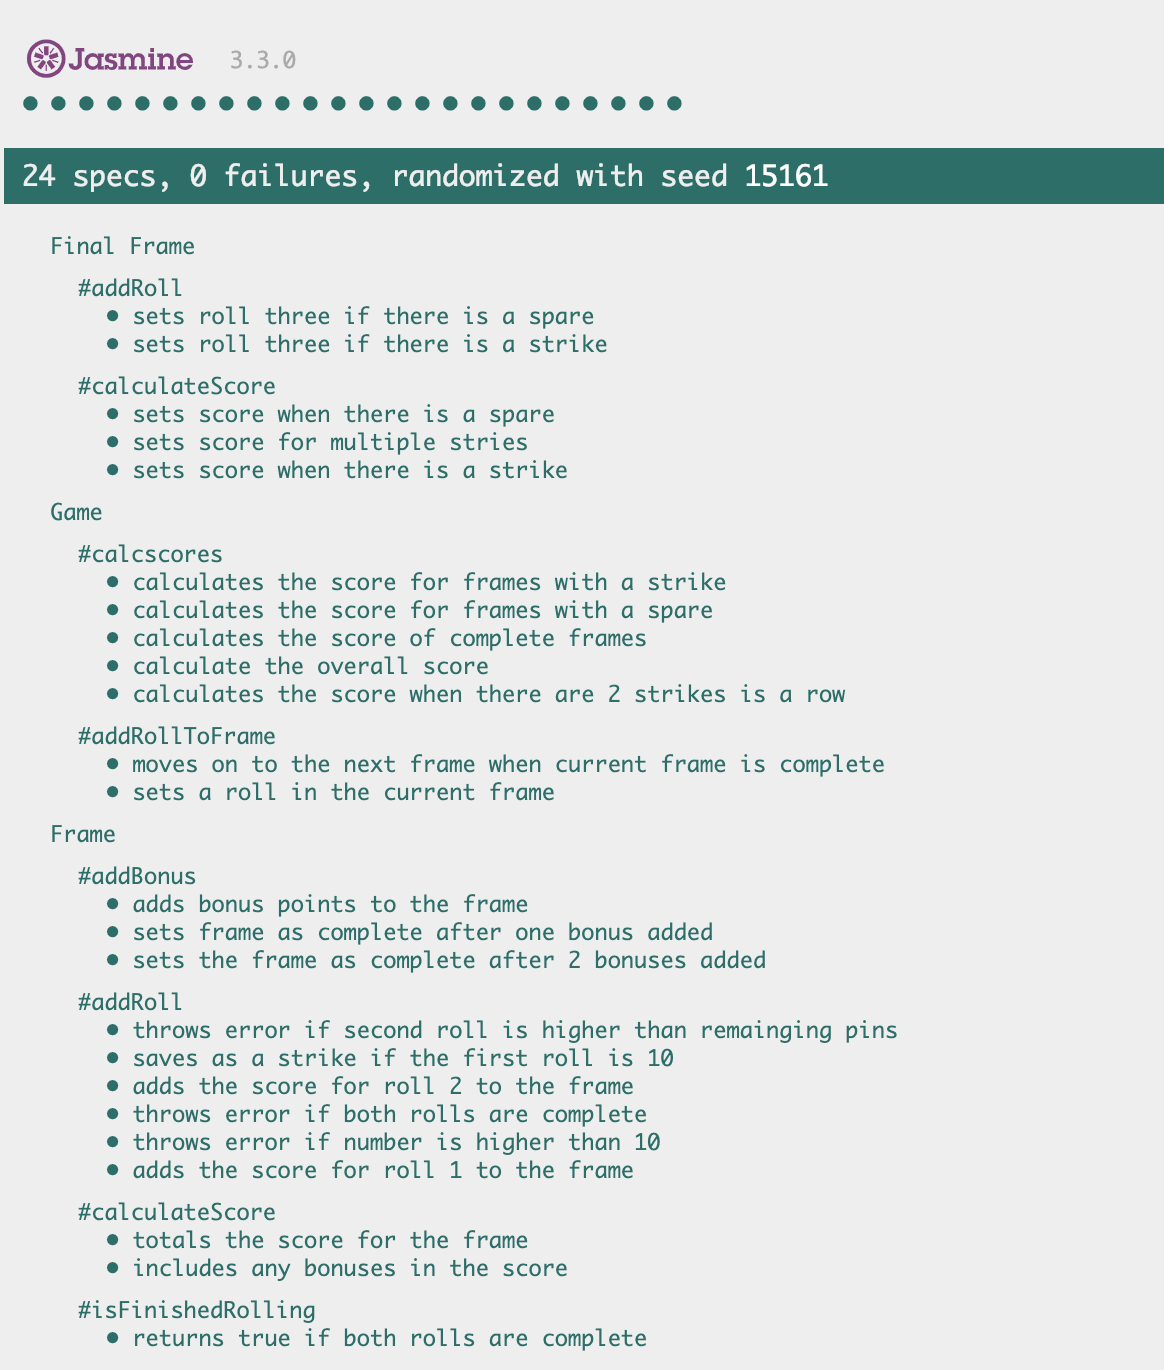 Jasmine 3.3.0
24 specs, 0 failures, randomized with seed 15161
Final Frame
#addRoll
• sets roll three if there is a spare
• sets roll three if there is a strike
#calculateScore
• sets score when there is a spare
• sets score for multiple stries
• sets score when there is a strike
Game
#calcscores
• calculates the score for frames with a strike
• calculates the score for frames with a spare
• calculates the score of complete frames
• calculate the overall score
• calculates the score when there are 2 strikes is a row
#addRollToFrame
• moves on to the next frame when current frame is complete
• sets a roll in the current frame
Frame
#addBonus
• adds bonus points to the frame
• sets frame as complete after one bonus added
• sets the frame as complete after 2 bonuses added
#addRoll
• throws error if second roll is higher than remainging pins
• saves as a strike if the first roll is 10
• adds the score for roll 2 to the frame
• throws error if both rolls are complete
• throws error if number is higher than 10
• adds the score for roll 1 to the frame
#calculateScore
• totals the score for the frame
• includes any bonuses in the score
#isFinishedRolling
• returns true if both rolls are complete